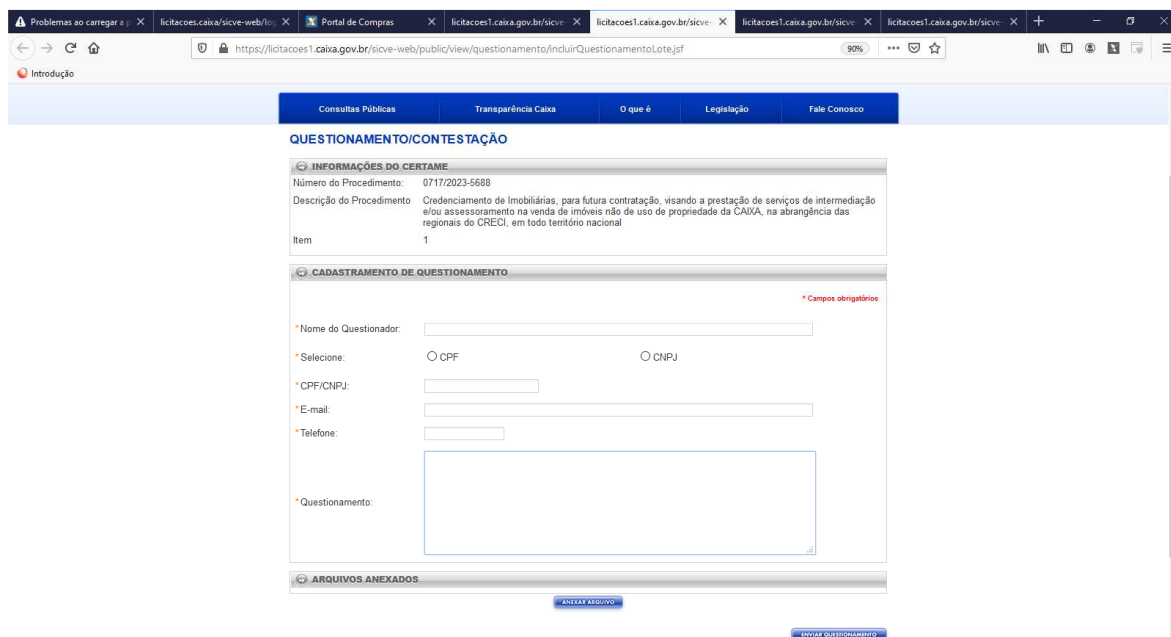 Problemas ao carregar a p
licitacoes.caixa/sicve-web/log
Portal de Compras
licitacoes1.caixa.gov.br/sicve-
licitacoes1.caixa.gov.br/sicve-
licitacoes1.caixa.gov.br/sicve-
licitacoes1.caixa.gov.br/sicve-
https://licitacoes1.caixa.gov.br/sicve-web/public/view/questionamento/incluirQuestionamentoLote.jsf
90%
Introdução
Consultas Públicas Transparência Caixa O que é Legislação Fale Conosco
QUESTIONAMENTO/CONTESTAÇÃO
INFORMAÇÕES DO CERTAME
Número do Procedimento: 0717/2023-5688
Descrição do Procedimento Credenciamento de Imobiliárias, para futura contratação, visando a prestação de serviços de intermediação
e/ou assessoramento na venda de imóveis não de uso de propriedade da CAIXA, na abrangência das
regionais do CRECI, em todo território nacional
Item 1
CADASTRAMENTO DE QUESTIONAMENTO
* Campos obrigatórios
*Nome do Questionador:
*Selecione: CPF CNPJ
*CPF/CNPJ:
*E-mail:
*Telefone:
*Questionamento:
ARQUIVOS ANEXADOS
ANEXAR ARQUIVO
ENVIAR QUESTIONAMENTO